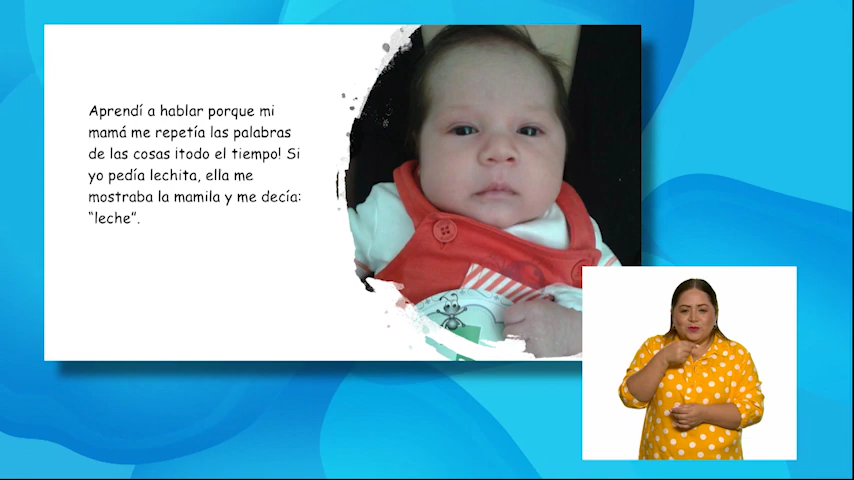 Aprendí a hablar porque mi
mamá me repetía las palabras
de las cosas itodo el tiempo! Si
yo pedía lechita, ella me
mostraba la mamila y me decía:
“leche”.